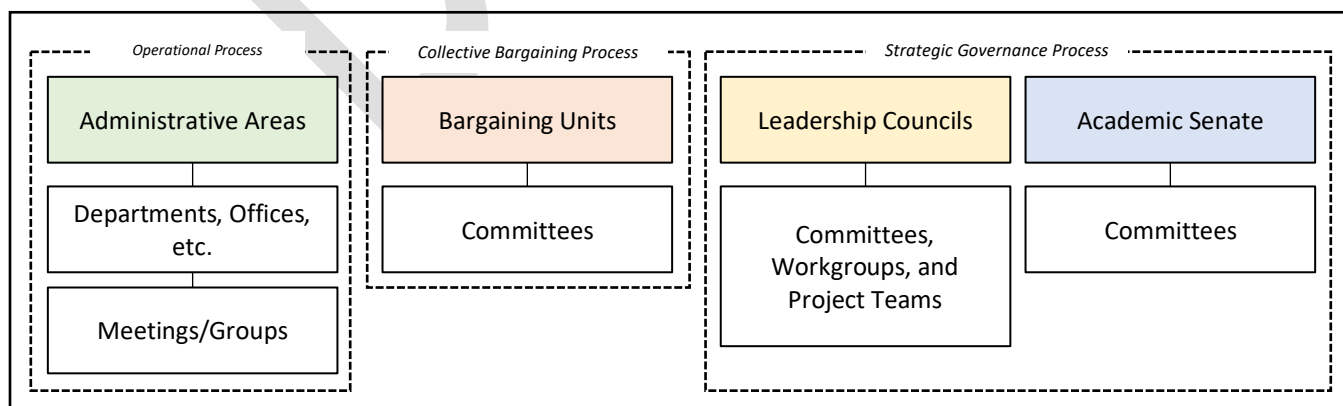 Operational Process
Collective Bargaining Process
Strategic Governance Process
Administrative Areas
Bargaining Units
Leadership Councils
Academic Senate
Departments, Offices,
etc.
Committees
Committees,
Workgroups, and
Project Teams
Committees
Meetings/Groups